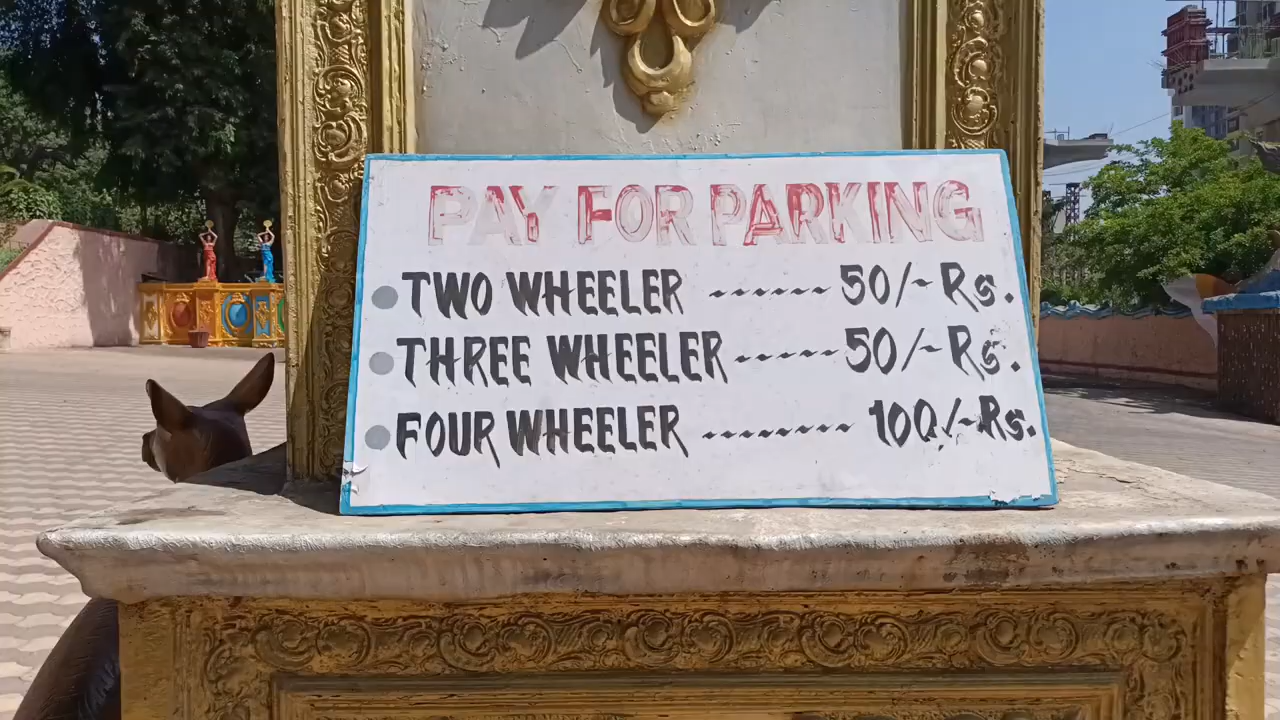 PAY FOR PARKING
TWO WHEELER ------- 50/- Rs.
THREE WHEELER ------ 50/- Rs.
FOUR WHEELER -------- 100/- Rs.